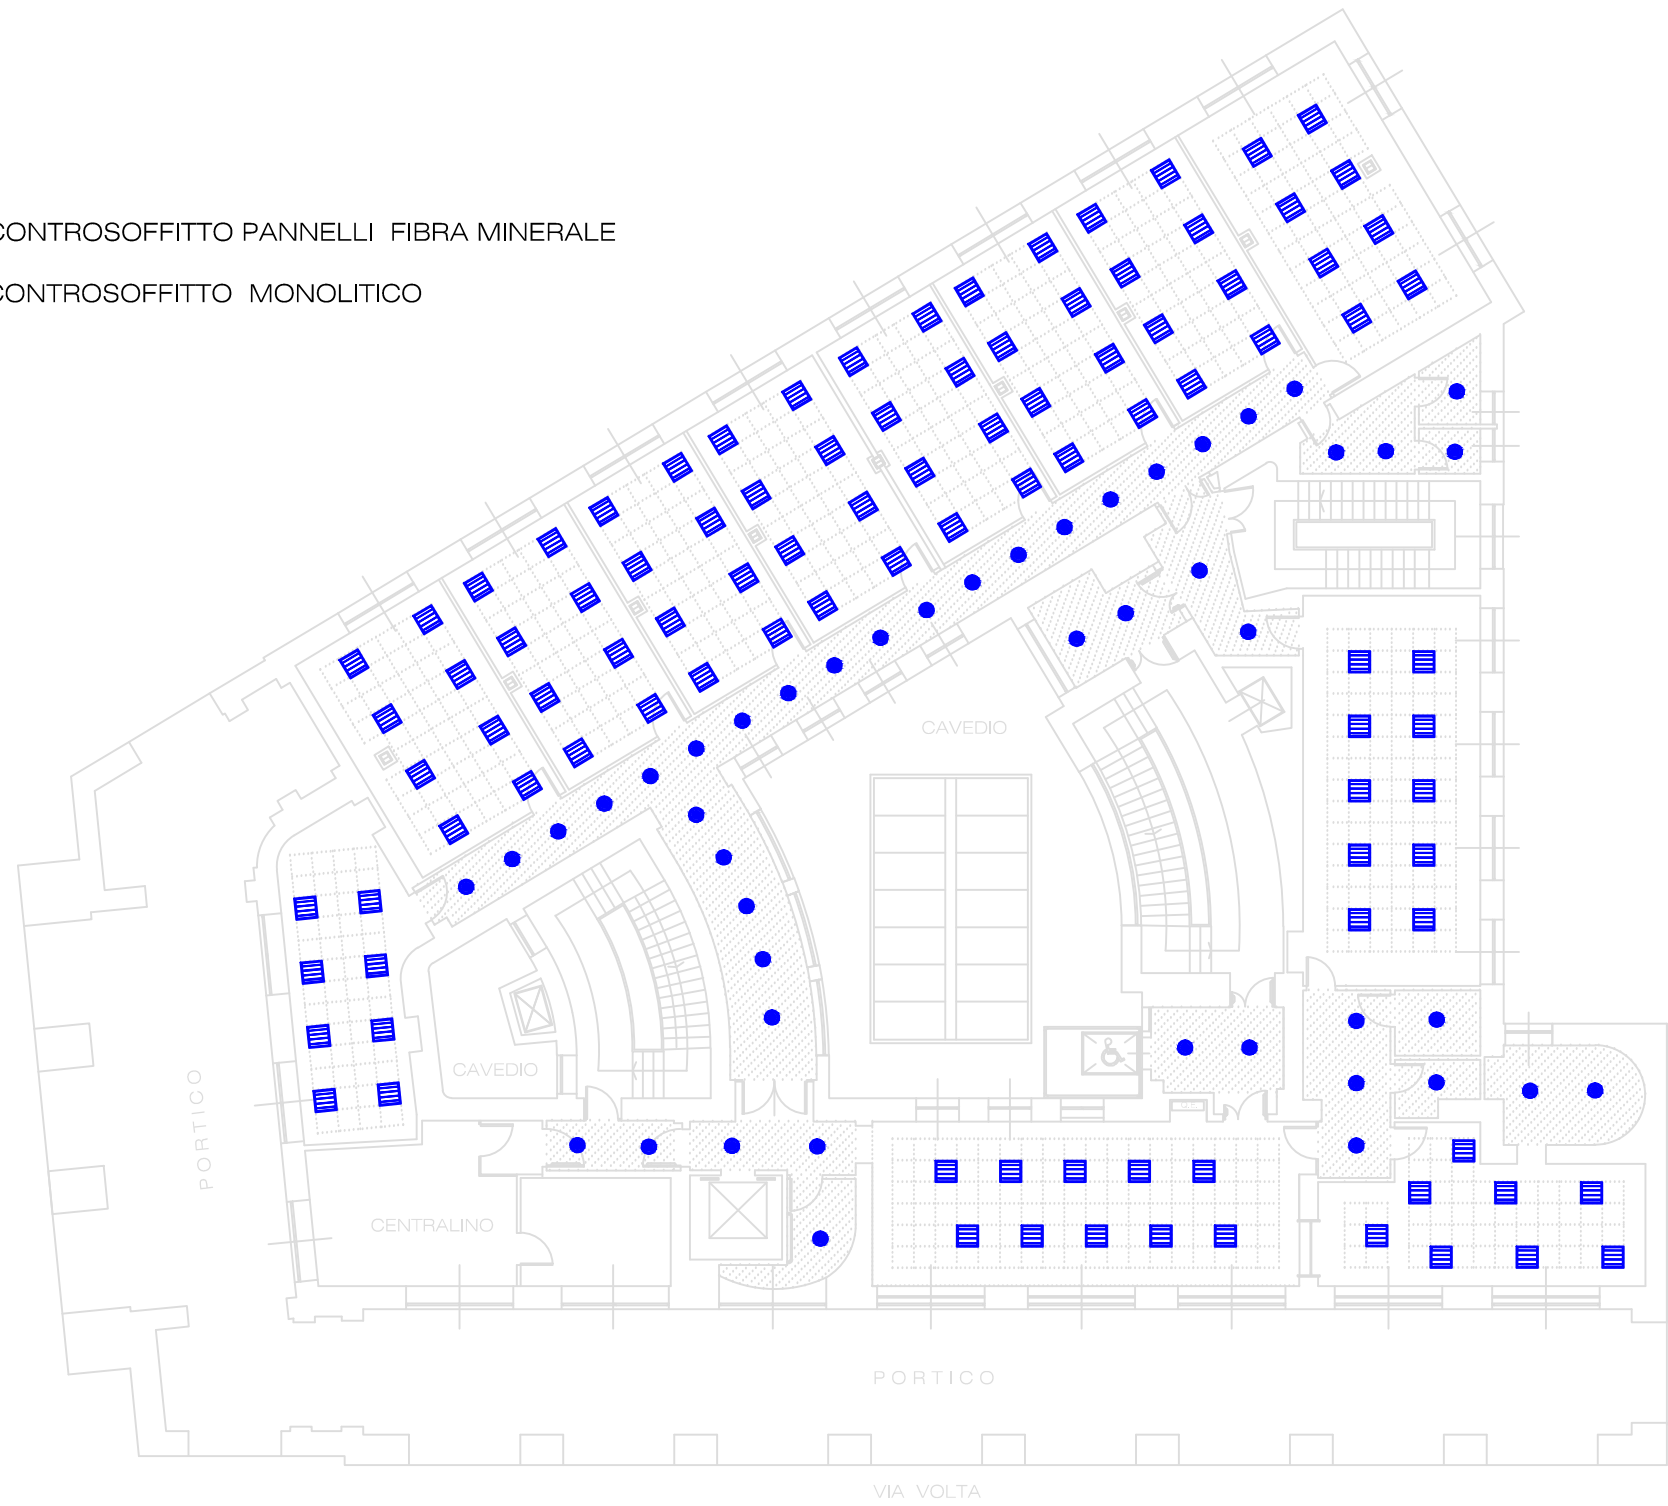 CONTROSOFFITTO PANNELLI FIBRA MINERALE
CONTROSOFFITTO MONOLITICO
CAVEDIO
CAVEDIO
PORTICO
CENTRALINO
PORTICO
VIA VOLTA